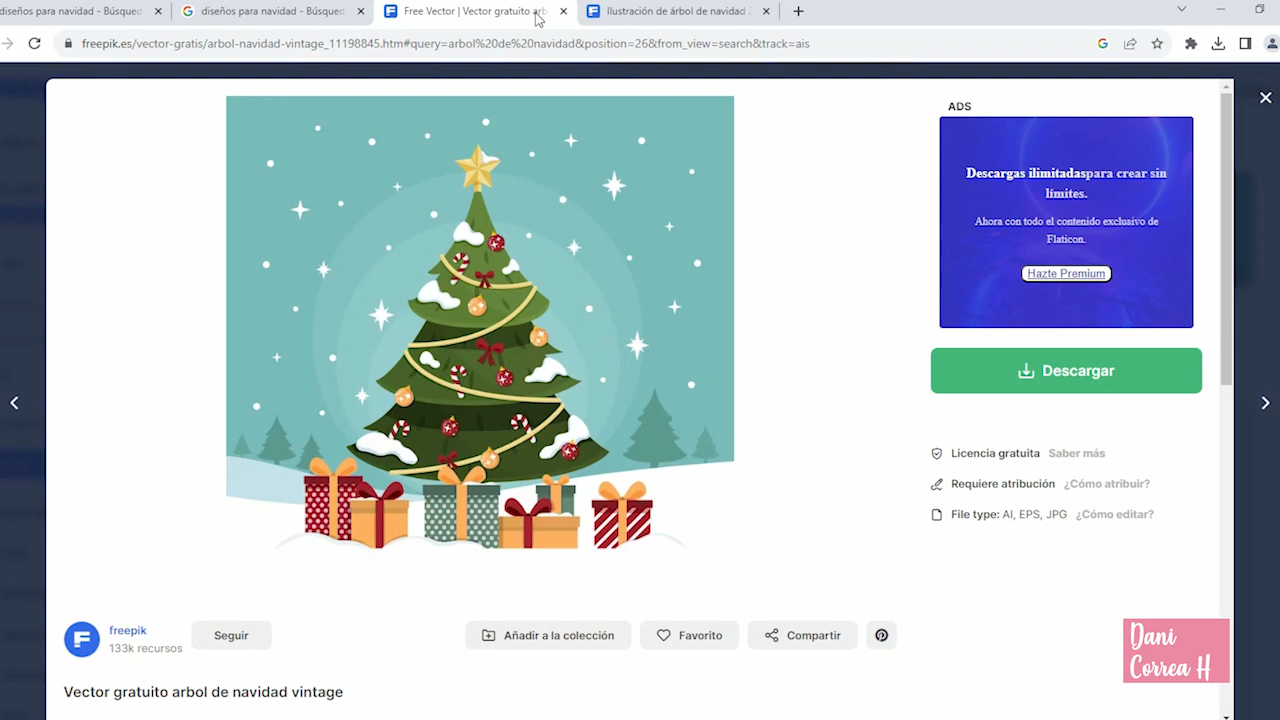 diseños para navidad - Búsqued
diseños para navidad - Búsqued
Free Vector | Vector gratuito arb
Ilustración de árbol de navidad
freepik.es/vector-gratis/arbol-navidad-vintage_11198845.htm#query=arbol%20de%20navidad&position=26&from_view=search&track=ais
ADS
Descargas ilimitadaspara crear sin
límites.
Ahora con todo el contenido exclusivo de
Flaticon.
Hazte Premium
Descargar
Licencia gratuita Saber más
Requiere atribución ¿Cómo atribuir?
File type: AI, EPS, JPG ¿Cómo editar?
freepik
133k recursos
Seguir
Añadir a la colección
Favorito
Compartir
Dani
Correa H
Vector gratuito arbol de navidad vintage